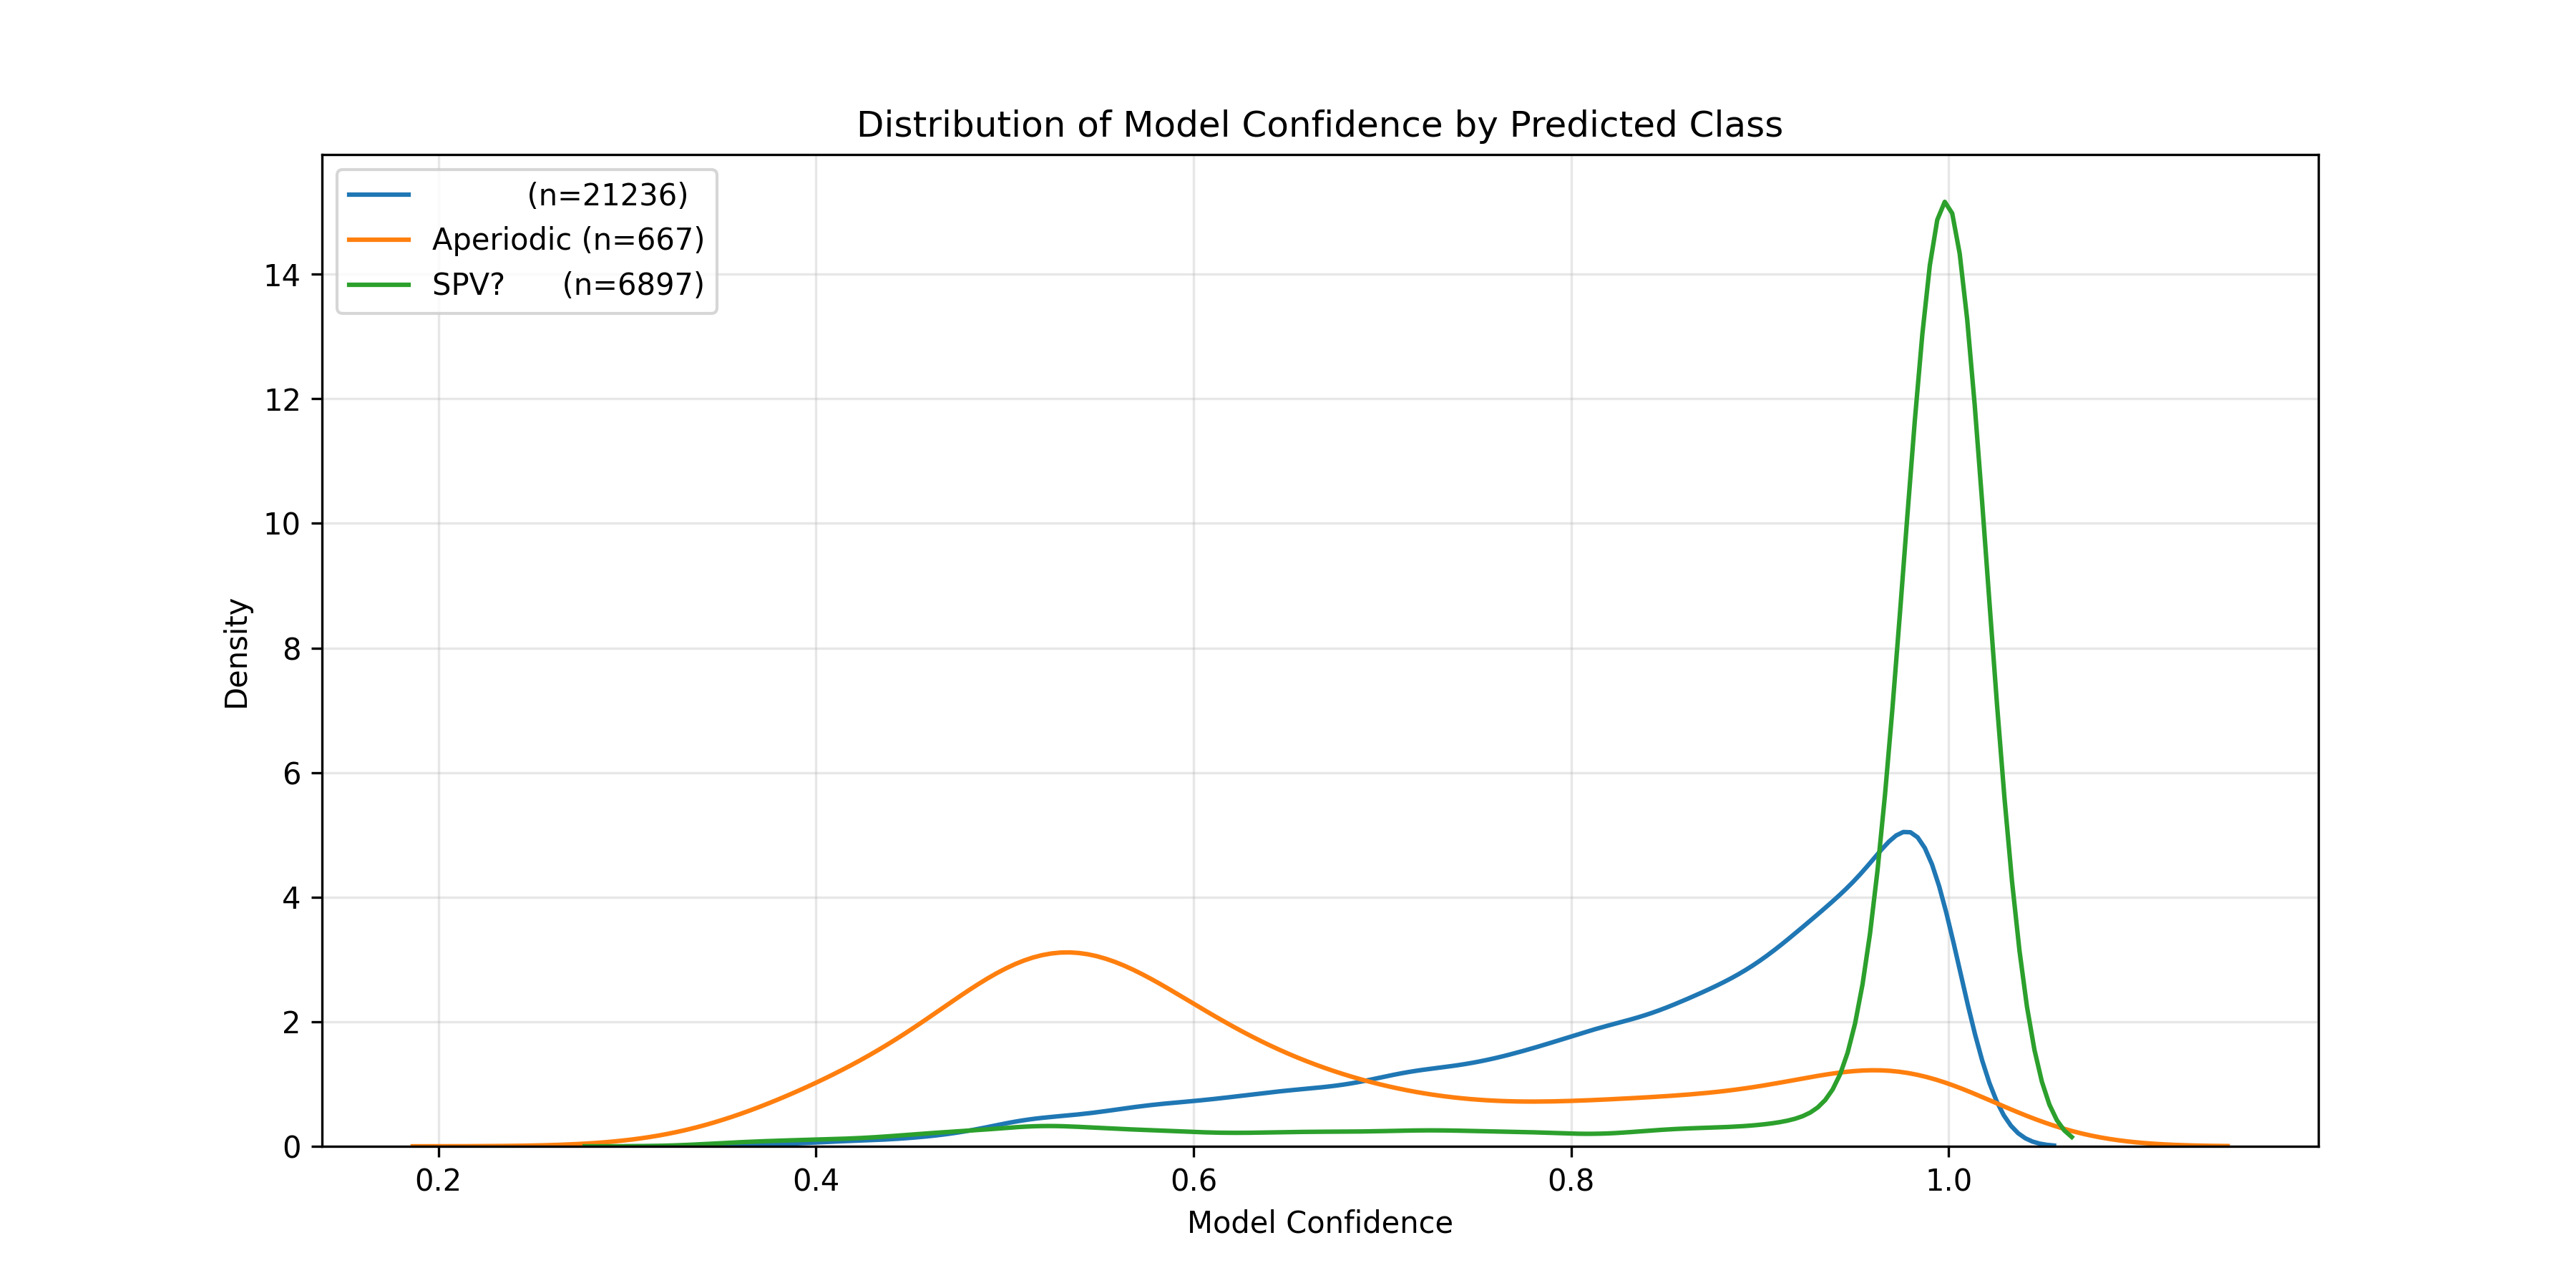 Distribution of Model Confidence by Predicted Class
(n=21236)
Aperiodic (n=667)
SPV? (n=6897)
14
12
10
8
6
4
2
0
Density
0.2 0.4 0.6 0.8 1.0
Model Confidence